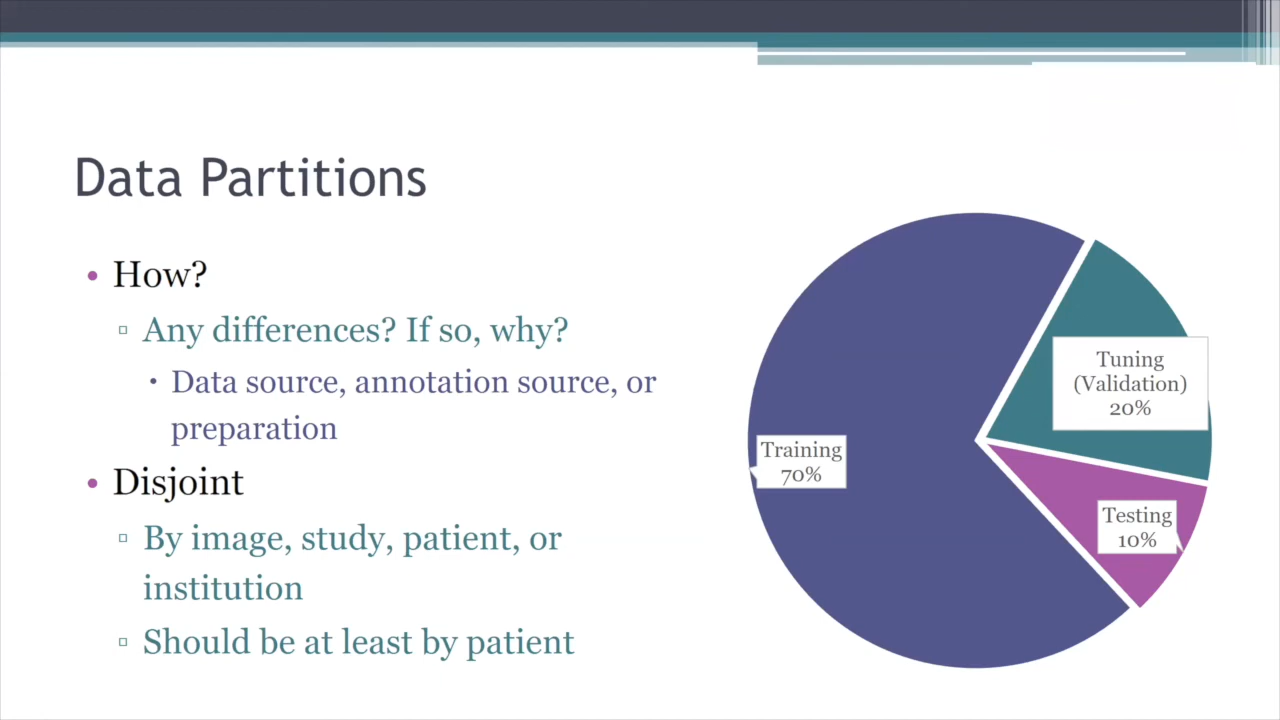 Data Partitions
• How?
▫ Any differences? If so, why?
• Data source, annotation source, or
preparation
• Disjoint
▫ By image, study, patient, or
institution
▫ Should be at least by patient
Training
70%
Tuning
(Validation)
20%
Testing
10%